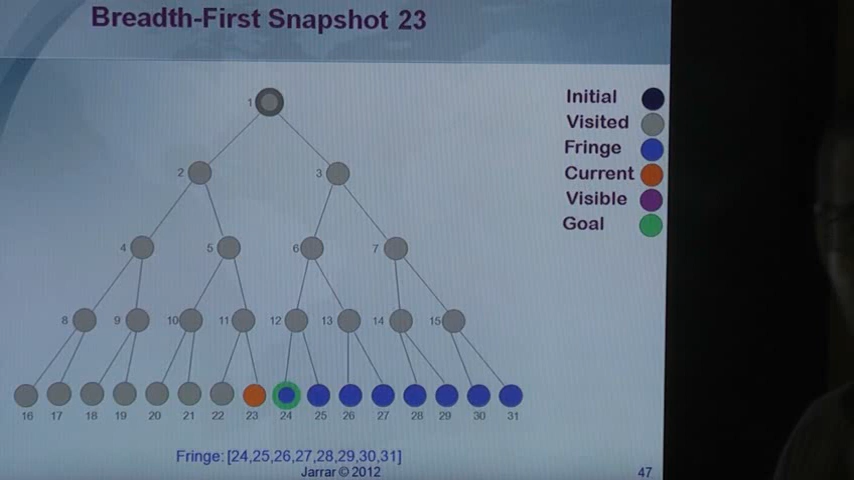 Breadth-First Snapshot 23
Initial
Visited
Fringe
Current
Visible
Goal
1
2 3
4 5 6 7
8 9 10 11 12 13 14 15
16 17 18 19 20 21 22 23 24 25 26 27 28 29 30 31
Fringe: [24,25,26,27,28,29,30,31]
Jarrar © 2012 47